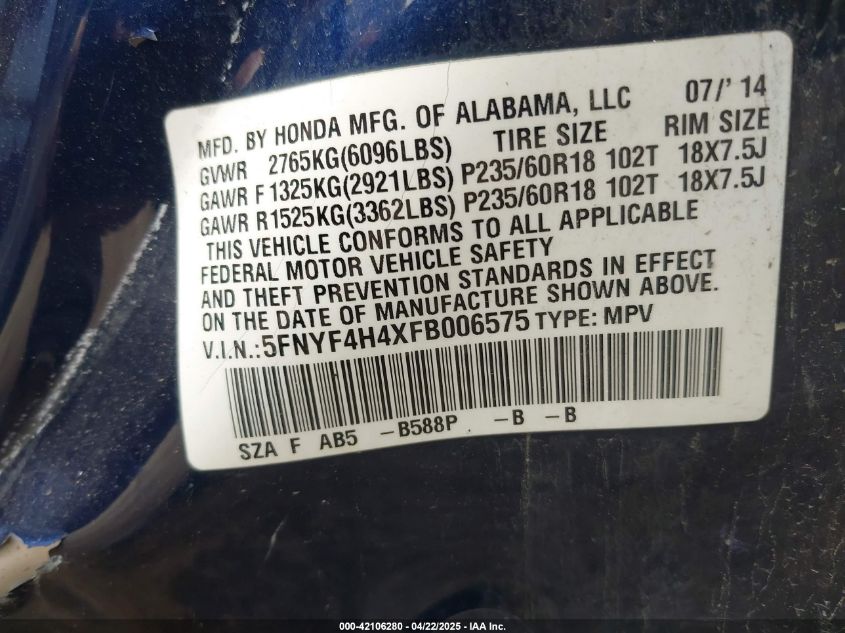 MFD. BY HONDA MFG. OF ALABAMA, LLC 07/' 14
GVWR 2765KG(6096LBS) TIRE SIZE RIM SIZE
GAWR F1325KG(2921LBS) P235/60R18 102T 18X7.5J
GAWR R1525KG(3362LBS) P235/60R18 102T 18X7.5J
THIS VEHICLE CONFORMS TO ALL APPLICABLE
FEDERAL MOTOR VEHICLE SAFETY
AND THEFT PREVENTION STANDARDS IN EFFECT
ON THE DATE OF MANUFACTURE SHOWN ABOVE.
V.I.N.:5FNYF4H4XFB006575 TYPE: MPV
SZA F AB5 -B588P -B -B
000-42106280 - 04/22/2025 - IAA Inc.